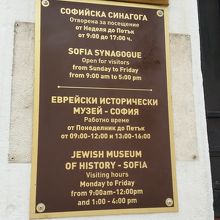 СОФИЙСКА СИНАГОГА
Отворена за посещение
от Неделя до Петък
от 9:00 до 17:00 ч.
SOFIA SYNAGOGUE
Open for visitors
from Sunday to Friday
from 9:00 am to 5:00 pm
ЕВРЕЙСКИ ИСТОРИЧЕСКИ
МУЗЕЙ - СОФИЯ
Работно време
от Понеделник до Петък
от 09:00-12:00 и 13:00-16:00
JEWISH MUSEUM
OF HISTORY - SOFIA
Visiting hours
Monday to Friday
from 9:00am-12:00pm
and 1:00 - 4:00 pm